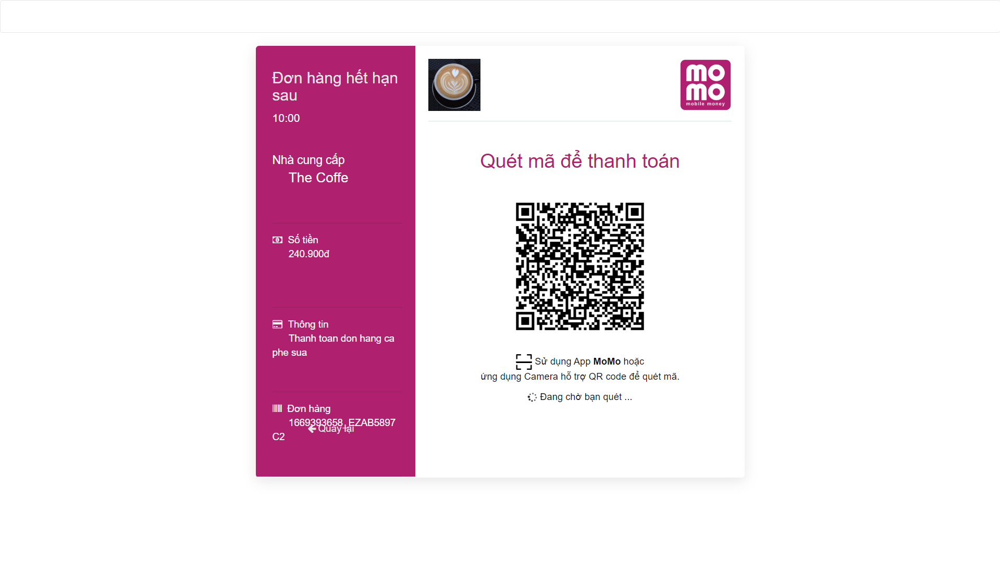 Đơn hàng hết hạn
sau
10:00
Nhà cung cấp
The Coffe
Số tiền
240.900đ
Thông tin
Thanh toan don hang ca
phe sua
Đơn hàng
1669393658_EZAB5897
C2
Quay lại
mo
mo
mobile money
Quét mã để thanh toán
Sử dụng App MoMo hoặc
ứng dụng Camera hỗ trợ QR code để quét mã.
Đang chờ bạn quét ...